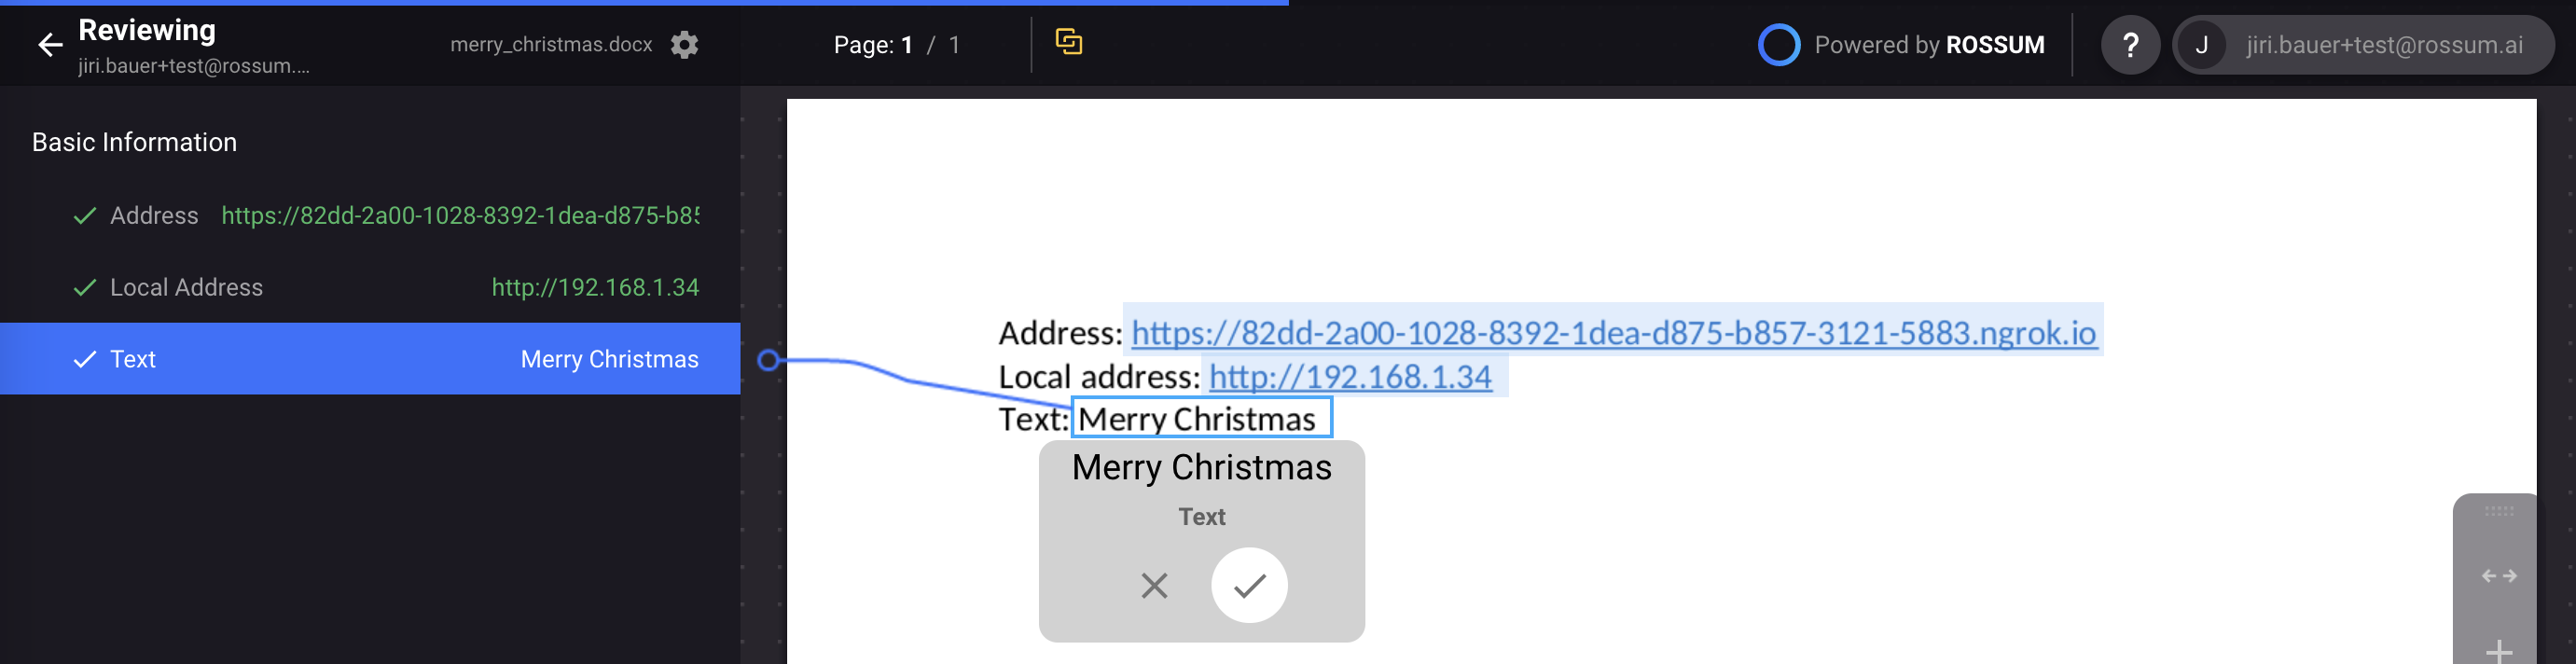 Reviewing
jiri.bauer+test@rossum....
merry_christmas.docx
Page: 1 / 1
Powered by ROSSUM
?
J
jiri.bauer+test@rossum.ai
Basic Information
Address https://82dd-2a00-1028-8392-1dea-d875-b85
Local Address http://192.168.1.34
Text Merry Christmas
Address: https://82dd-2a00-1028-8392-1dea-d875-b857-3121-5883.ngrok.io
Local address: http://192.168.1.34
Text: Merry Christmas
Merry Christmas
Text